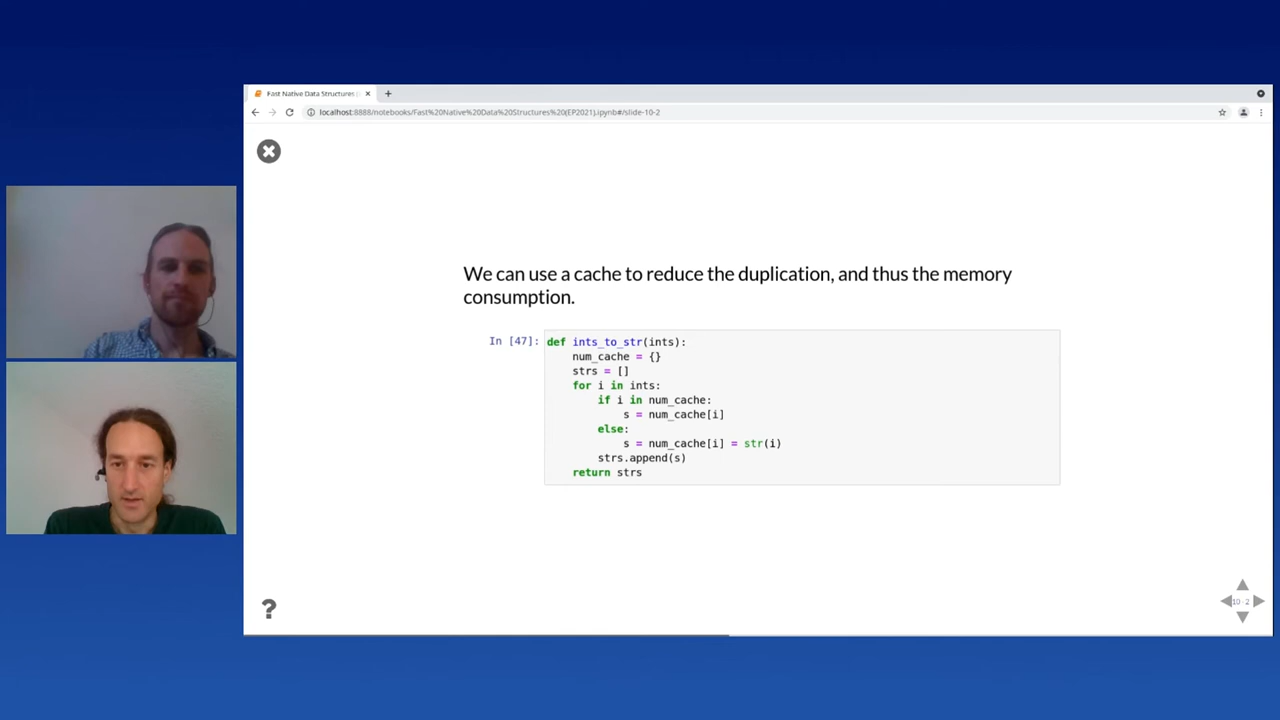 Fast Native Data Structures (
localhost:8888/notebooks/Fast%20Native%20Data%20Structures%20(EP2021).ipynb#/slide-10-2
We can use a cache to reduce the duplication, and thus the memory
consumption.
In [47]: def ints_to_str(ints):
    num_cache = {}
    strs = []
    for i in ints:
        if i in num_cache:
            s = num_cache[i]
        else:
            s = num_cache[i] = str(i)
        strs.append(s)
    return strs
?
10 2